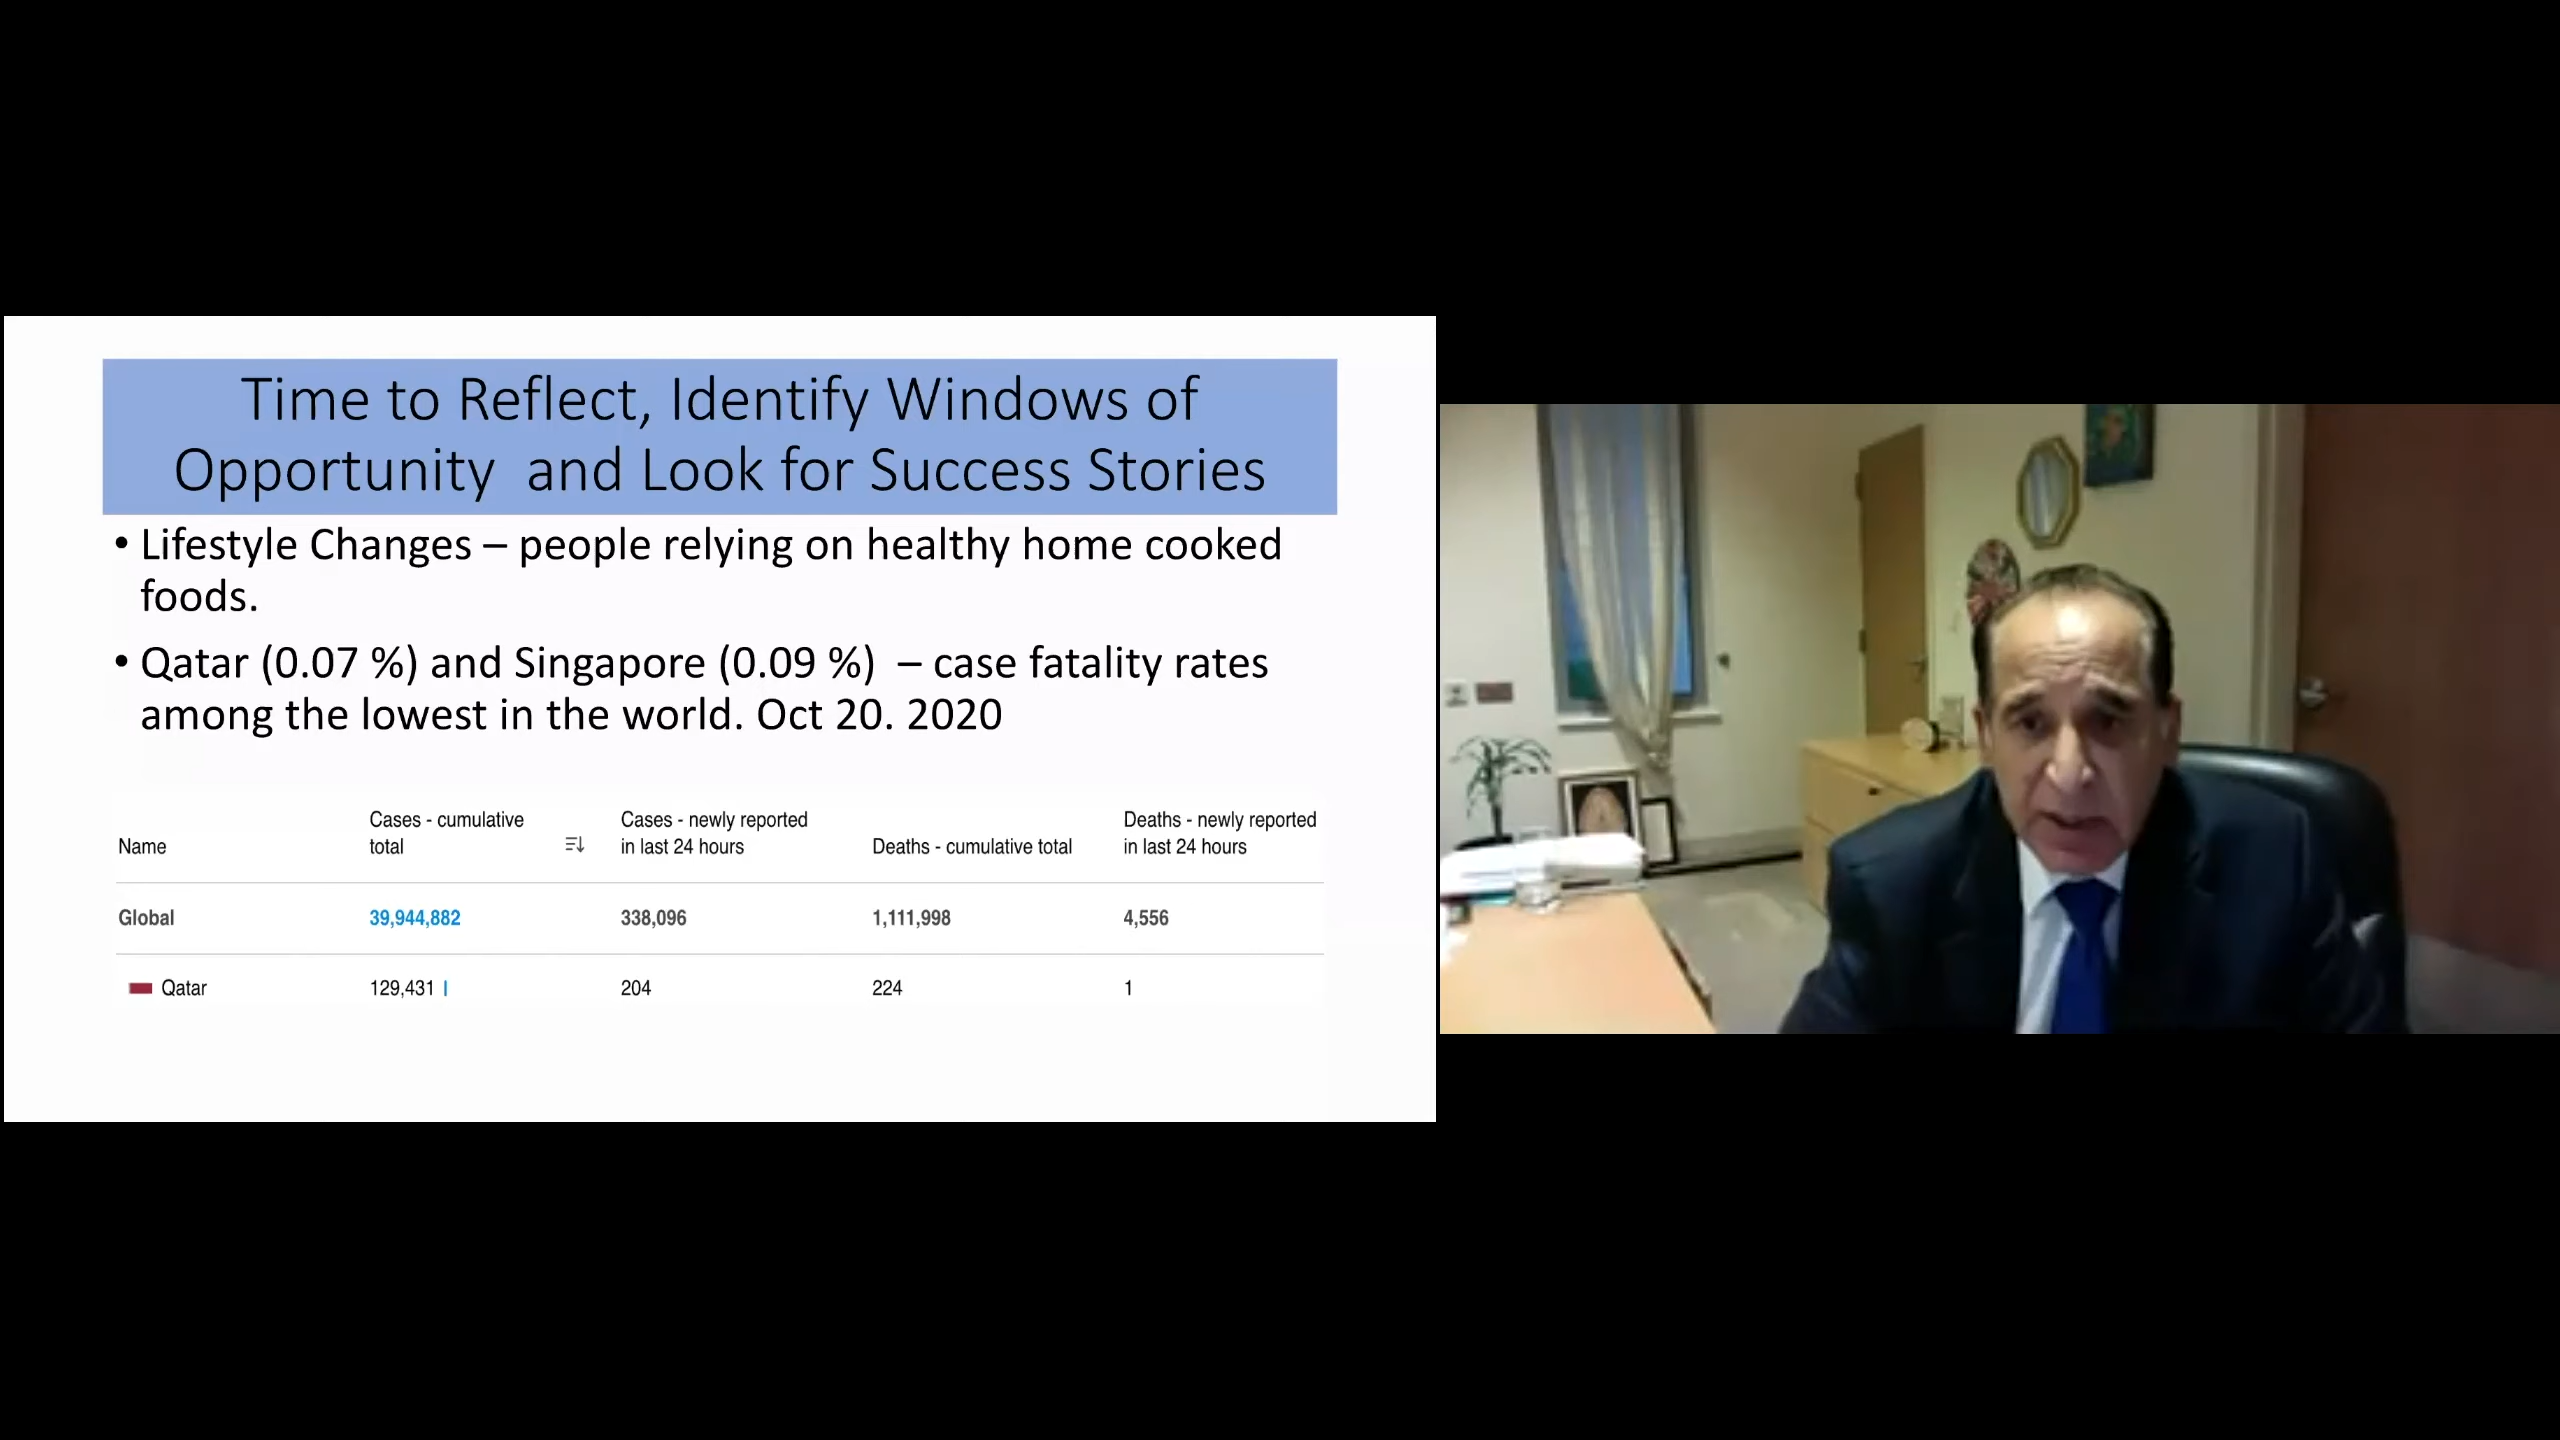 Time to Reflect, Identify Windows of
Opportunity  and Look for Success Stories
• Lifestyle Changes – people relying on healthy home cooked
foods.
• Qatar (0.07 %) and Singapore (0.09 %)  – case fatality rates
among the lowest in the world. Oct 20. 2020
Name
Cases - cumulative
total
Cases - newly reported
in last 24 hours
Deaths - cumulative total
Deaths - newly reported
in last 24 hours
Global 39,944,882 338,096 1,111,998 4,556
Qatar 129,431 204 224 1